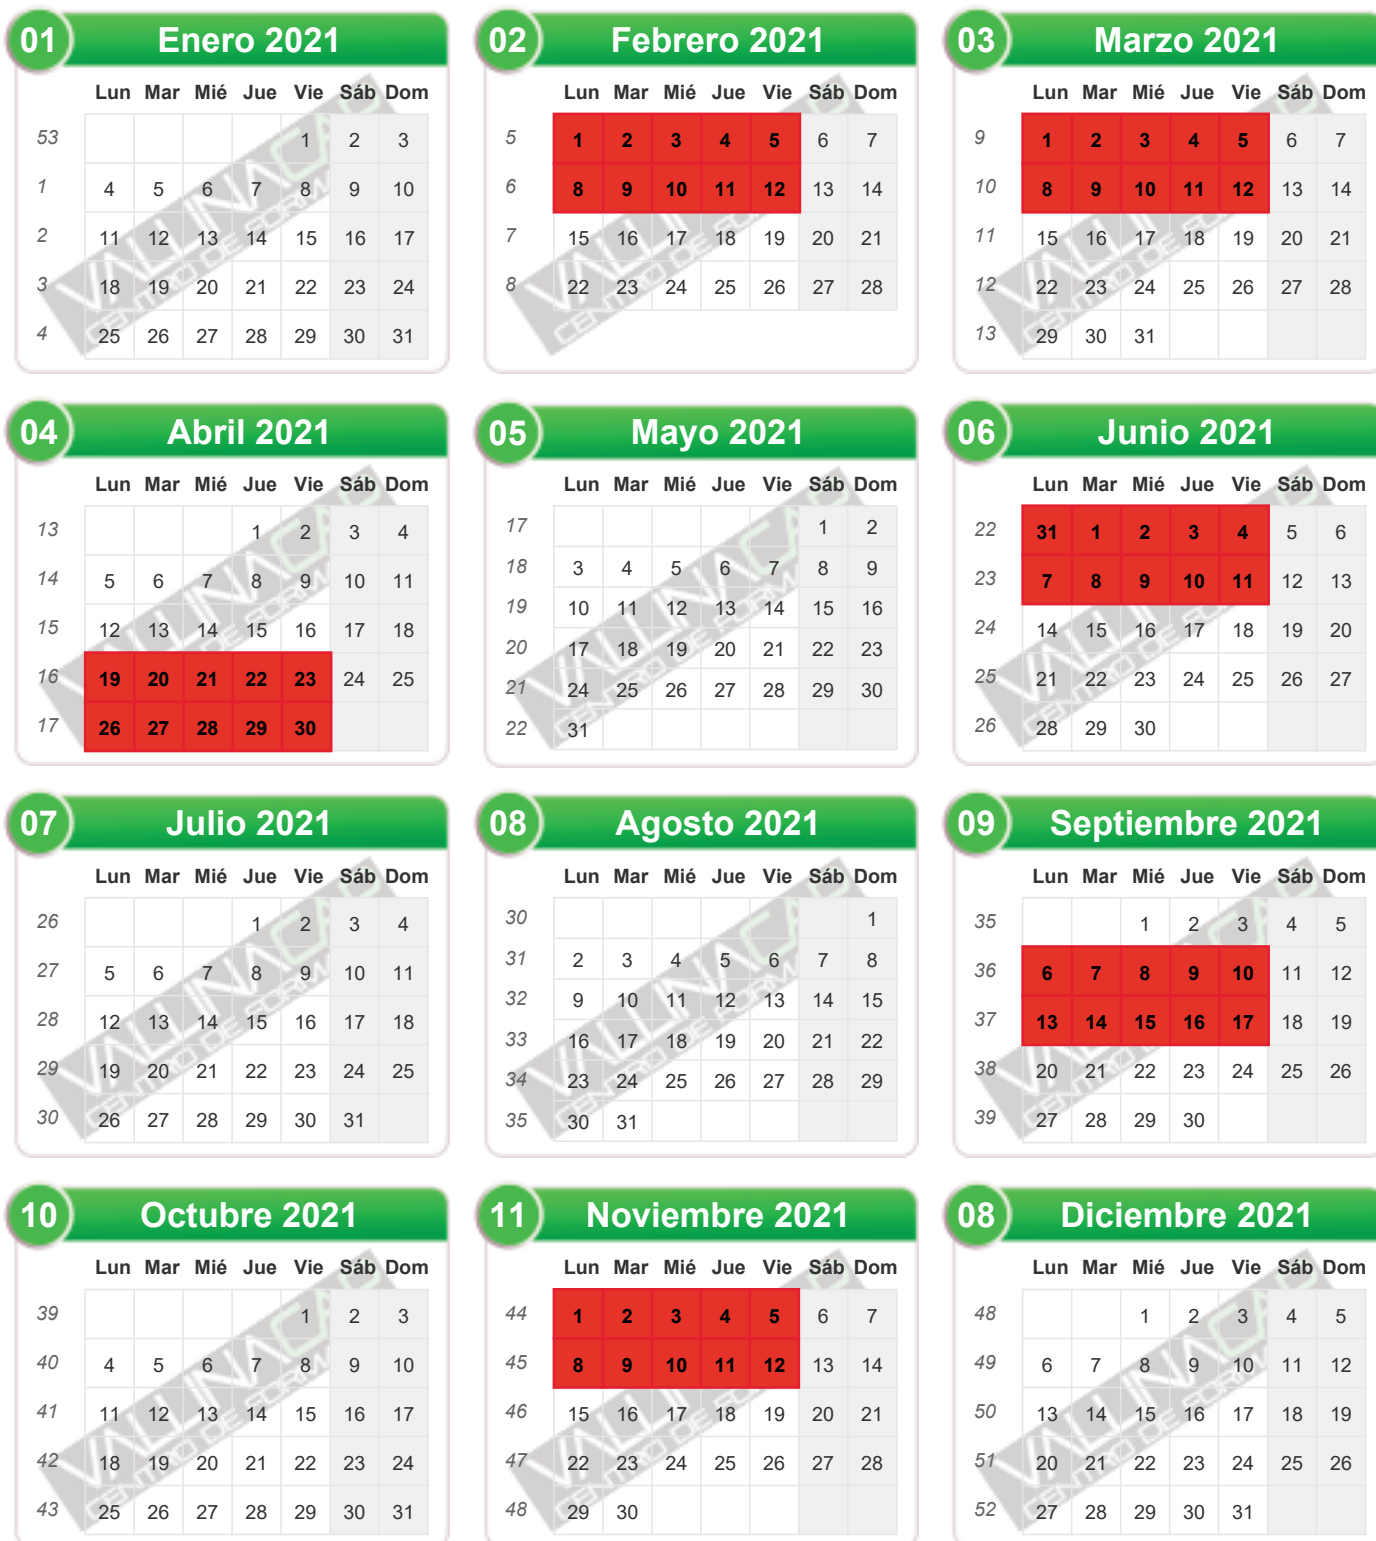 01 Enero 2021
Lun Mar Mié Jue Vie Sáb Dom
53 1 2 3
1 4 5 6 7 8 9 10
2 11 12 13 14 15 16 17
3 18 19 20 21 22 23 24
4 25 26 27 28 29 30 31
02 Febrero 2021
Lun Mar Mié Jue Vie Sáb Dom
5 1 2 3 4 5 6 7
6 8 9 10 11 12 13 14
7 15 16 17 18 19 20 21
8 22 23 24 25 26 27 28
03 Marzo 2021
Lun Mar Mié Jue Vie Sáb Dom
9 1 2 3 4 5 6 7
10 8 9 10 11 12 13 14
11 15 16 17 18 19 20 21
12 22 23 24 25 26 27 28
13 29 30 31
04 Abril 2021
Lun Mar Mié Jue Vie Sáb Dom
13 1 2 3 4
14 5 6 7 8 9 10 11
15 12 13 14 15 16 17 18
16 19 20 21 22 23 24 25
17 26 27 28 29 30
05 Mayo 2021
Lun Mar Mié Jue Vie Sáb Dom
17 1 2
18 3 4 5 6 7 8 9
19 10 11 12 13 14 15 16
20 17 18 19 20 21 22 23
21 24 25 26 27 28 29 30
22 31
06 Junio 2021
Lun Mar Mié Jue Vie Sáb Dom
22 31 1 2 3 4 5 6
23 7 8 9 10 11 12 13
24 14 15 16 17 18 19 20
25 21 22 23 24 25 26 27
26 28 29 30
07 Julio 2021
Lun Mar Mié Jue Vie Sáb Dom
26 1 2 3 4
27 5 6 7 8 9 10 11
28 12 13 14 15 16 17 18
29 19 20 21 22 23 24 25
30 26 27 28 29 30 31
08 Agosto 2021
Lun Mar Mié Jue Vie Sáb Dom
30 1
31 2 3 4 5 6 7 8
32 9 10 11 12 13 14 15
33 16 17 18 19 20 21 22
34 23 24 25 26 27 28 29
35 30 31
09 Septiembre 2021
Lun Mar Mié Jue Vie Sáb Dom
35 1 2 3 4 5
36 6 7 8 9 10 11 12
37 13 14 15 16 17 18 19
38 20 21 22 23 24 25 26
39 27 28 29 30
10 Octubre 2021
Lun Mar Mié Jue Vie Sáb Dom
39 1 2 3
40 4 5 6 7 8 9 10
41 11 12 13 14 15 16 17
42 18 19 20 21 22 23 24
43 25 26 27 28 29 30 31
11 Noviembre 2021
Lun Mar Mié Jue Vie Sáb Dom
44 1 2 3 4 5 6 7
45 8 9 10 11 12 13 14
46 15 16 17 18 19 20 21
47 22 23 24 25 26 27 28
48 29 30
08 Diciembre 2021
Lun Mar Mié Jue Vie Sáb Dom
48 1 2 3 4 5
49 6 7 8 9 10 11 12
50 13 14 15 16 17 18 19
51 20 21 22 23 24 25 26
52 27 28 29 30 31